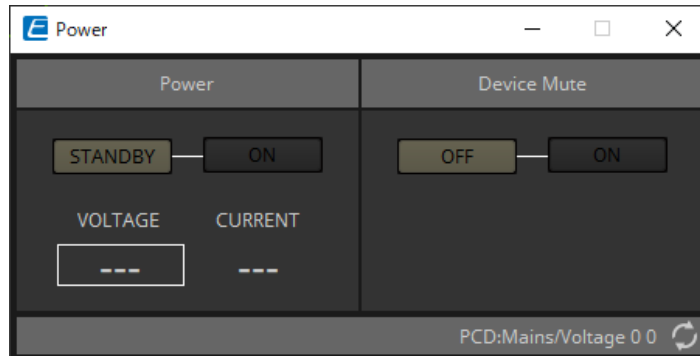 Power
Power Device Mute
STANDBY ON OFF ON
VOLTAGE CURRENT
--- ---
PCD:Mains/Voltage 0 0